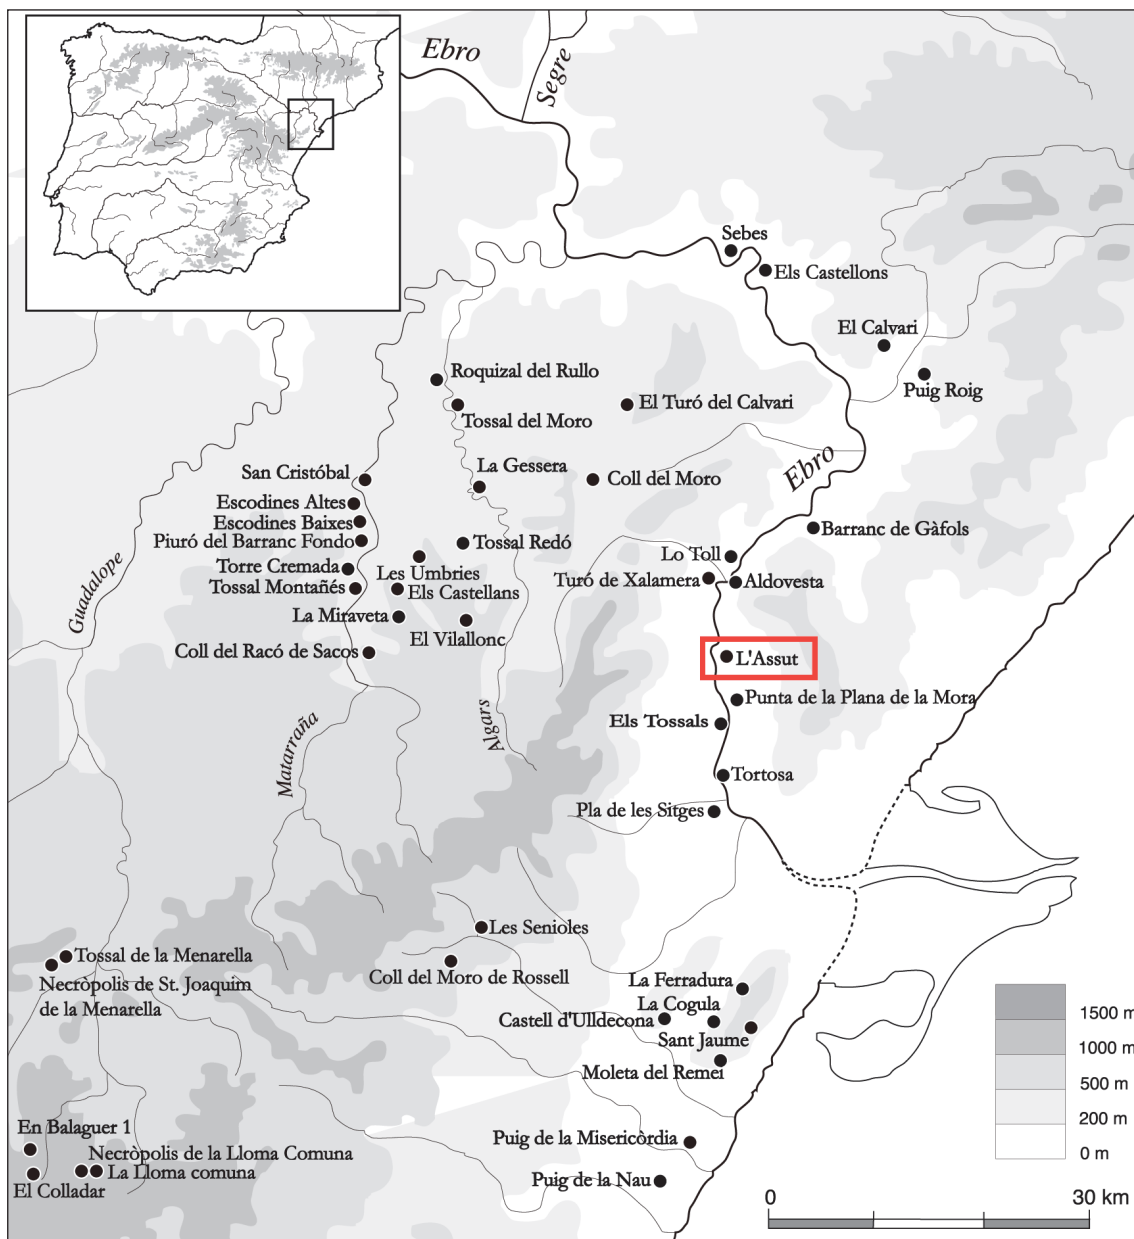 Ebro
Segre
Sebes
Els Castellons
El Calvari
Puig Roig
Roquizal del Rullo
El Turó del Calvari
Tossal del Moro
Ebro
La Gessera
San Cristóbal
Coll del Moro
Escodines Altes
Escodines Baixes
Barranc de Gàfols
Piuró del Barranc Fondo
Tossal Redó
Lo Toll
Torre Cremada
Les Umbries
Turó de Xalamera
Aldovesta
Tossal Montañés
Els Castellans
Guadalope
La Miraveta
El Vilallonc
Coll del Racó de Sacos
L'Assut
Punta de la Plana de la Mora
Els Tossals
Algars
Matarraña
Tortosa
Pla de les Sitges
Les Senioles
Tossal de la Menarella
Coll del Moro de Rossell
Necròpolis de St. Joaquim
de la Menarella
La Ferradura
La Cogula
Castell d'Ulldecona
Sant Jaume
Moleta del Remei
1500 m
1000 m
500 m
200 m
0 m
En Balaguer 1
Puig de la Misericòrdia
Necròpolis de la Lloma Comuna
La Lloma comuna
El Colladar
Puig de la Nau
0
30 km